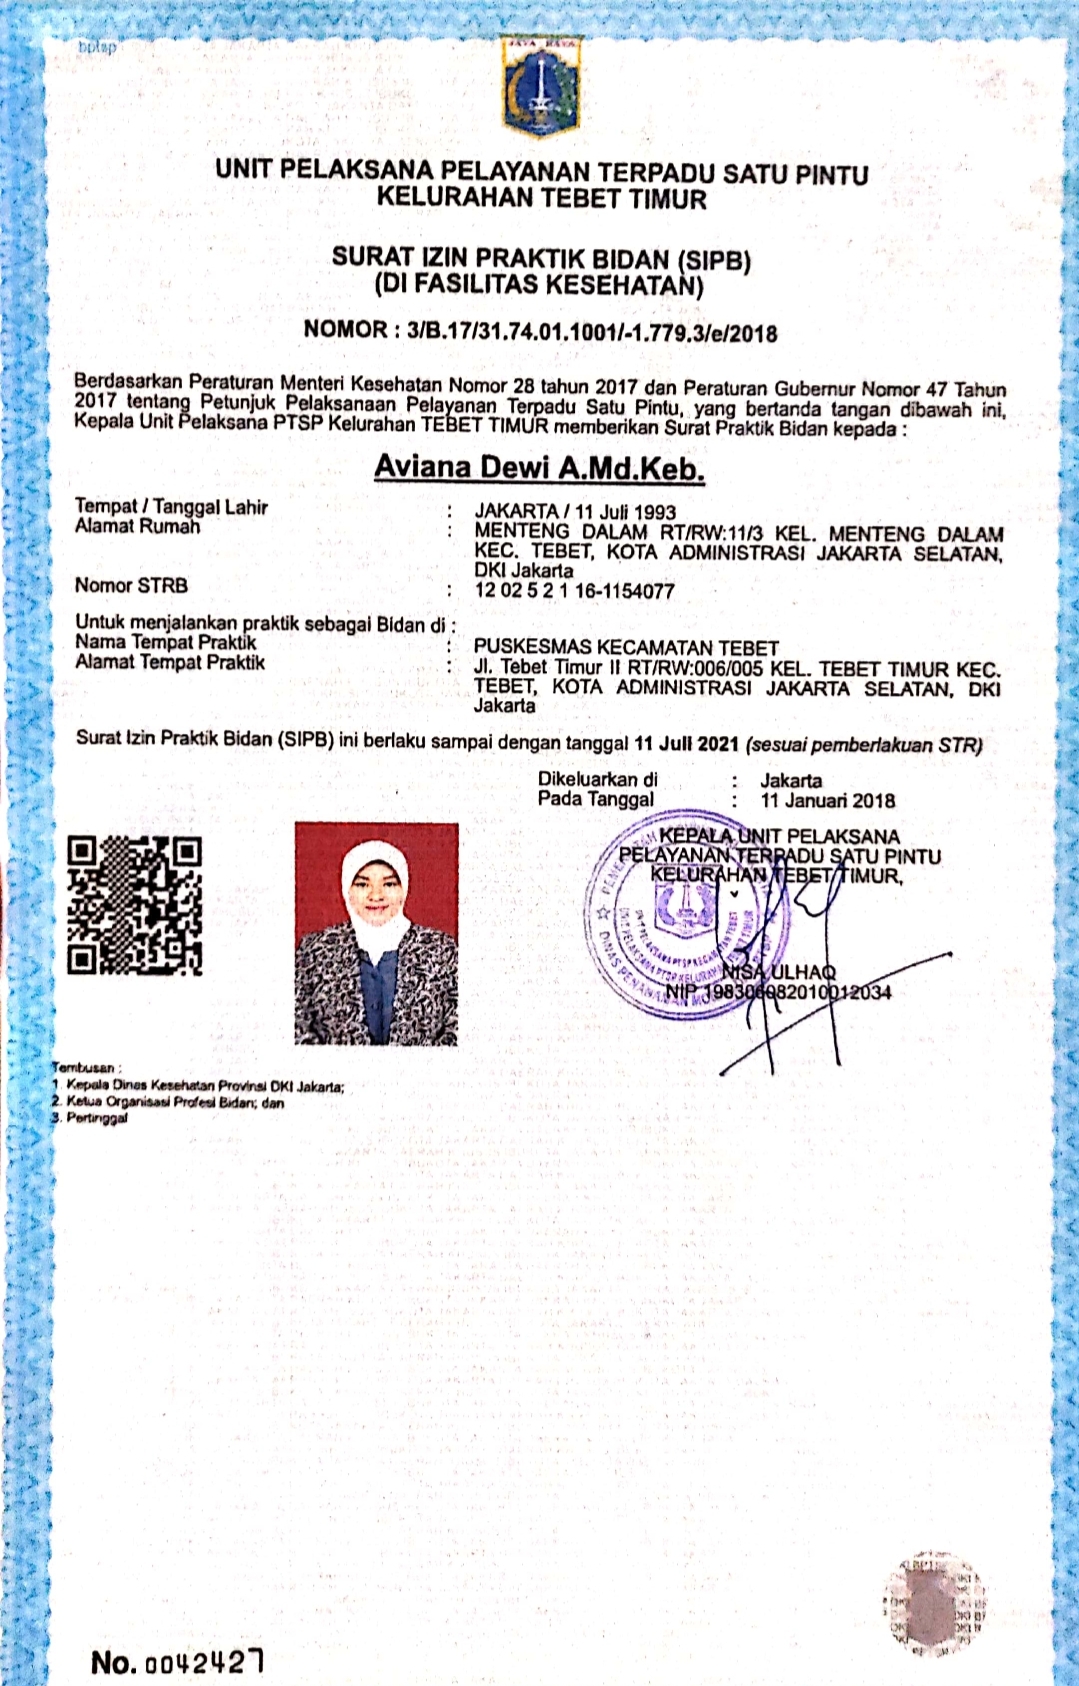 bptsp
JAYA RAYA
UNIT PELAKSANA PELAYANAN TERPADU SATU PINTU
KELURAHAN TEBET TIMUR
SURAT IZIN PRAKTIK BIDAN (SIPB)
(DI FASILITAS KESEHATAN)
NOMOR : 3/B.17/31.74.01.1001/-1.779.3/e/2018
Berdasarkan Peraturan Menteri Kesehatan Nomor 28 tahun 2017 dan Peraturan Gubernur Nomor 47 Tahun
2017 tentang Petunjuk Pelaksanaan Pelayanan Terpadu Satu Pintu, yang bertanda tangan dibawah ini,
Kepala Unit Pelaksana PTSP Kelurahan TEBET TIMUR memberikan Surat Praktik Bidan kepada :
Aviana Dewi A.Md.Keb.
Tempat / Tanggal Lahir : JAKARTA / 11 Juli 1993
Alamat Rumah : MENTENG DALAM RT/RW:11/3 KEL. MENTENG DALAM
KEC. TEBET, KOTA ADMINISTRASI JAKARTA SELATAN,
DKI Jakarta
Nomor STRB : 12 02 5 2 1 16-1154077
Untuk menjalankan praktik sebagai Bidan di :
Nama Tempat Praktik : PUSKESMAS KECAMATAN TEBET
Alamat Tempat Praktik : Jl. Tebet Timur II RT/RW:006/005 KEL. TEBET TIMUR KEC.
TEBET, KOTA ADMINISTRASI JAKARTA SELATAN, DKI
Jakarta
Surat Izin Praktik Bidan (SIPB) ini berlaku sampai dengan tanggal 11 Juli 2021 (sesuai pemberlakuan STR)
Dikeluarkan di : Jakarta
Pada Tanggal : 11 Januari 2018
KEPALA UNIT PELAKSANA
PELAYANAN TERPADU SATU PINTU
KELURAHAN TEBET TIMUR,
NISA ULHAQ
NIP 198306082010012034
Tembusan :
1. Kepala Dinas Kesehatan Provinsi DKI Jakarta;
2. Ketua Organisasi Profesi Bidan; dan
3. Pertinggal
No. 0042427